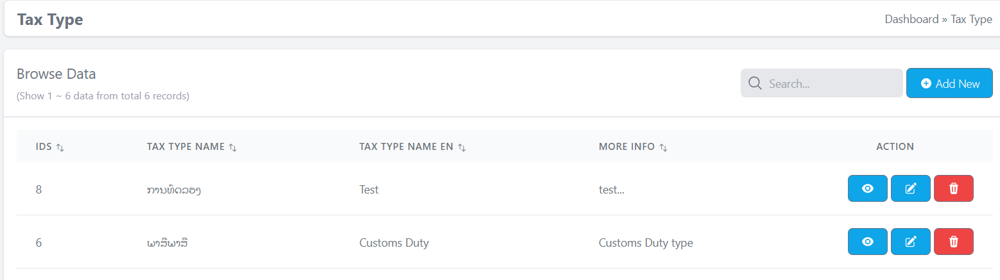 Tax Type
Dashboard » Tax Type
Browse Data
(Show 1 ~ 6 data from total 6 records)
Search...
Add New
IDS TAX TYPE NAME TAX TYPE NAME EN MORE INFO ACTION
8 ການທົດລອງ Test test...
6 ພາສີພາສີ Customs Duty Customs Duty type